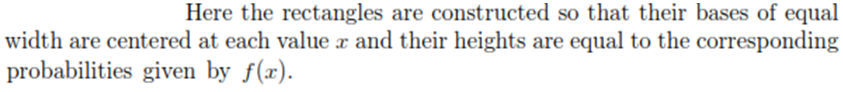 Here the rectangles are constructed so that their bases of equal
width are centered at each value x and their heights are equal to the corresponding
probabilities given by f(x).